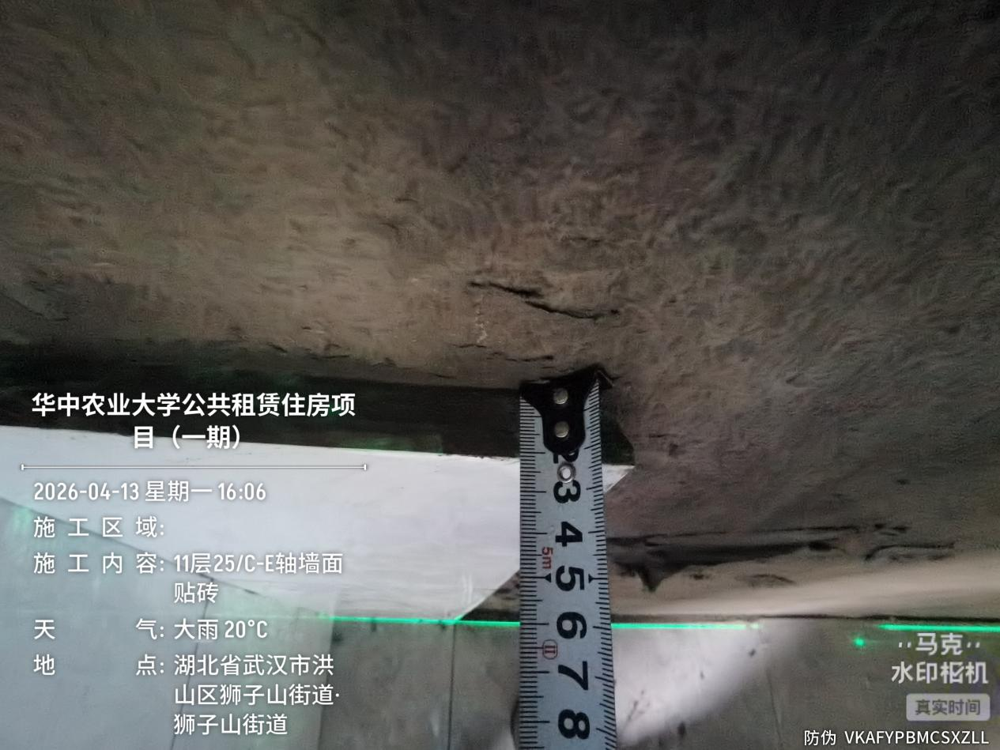 华中农业大学公共租赁住房项
目（一期）
2026-04-13 星期一 16:06
施工区域:
施工内容: 11层25/C-E轴墙面
贴砖
天气: 大雨 20°C
地点: 湖北省武汉市洪
山区狮子山街道·
狮子山街道
2
3
4
5m
5
6
II
7
8
马克
水印相机
真实时间
防伪 VKAFYPBMCSXZLL